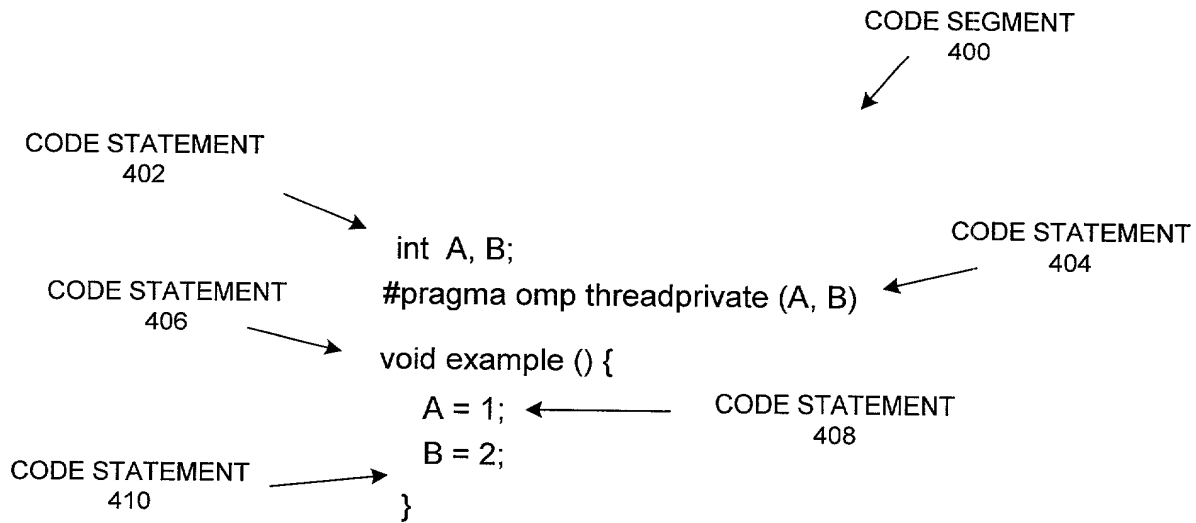 CODE SEGMENT
400
CODE STATEMENT
402
int A, B;
CODE STATEMENT
404
#pragma omp threadprivate (A, B)
CODE STATEMENT
406
void example () {
A = 1;
CODE STATEMENT
408
B = 2;
CODE STATEMENT
410
}